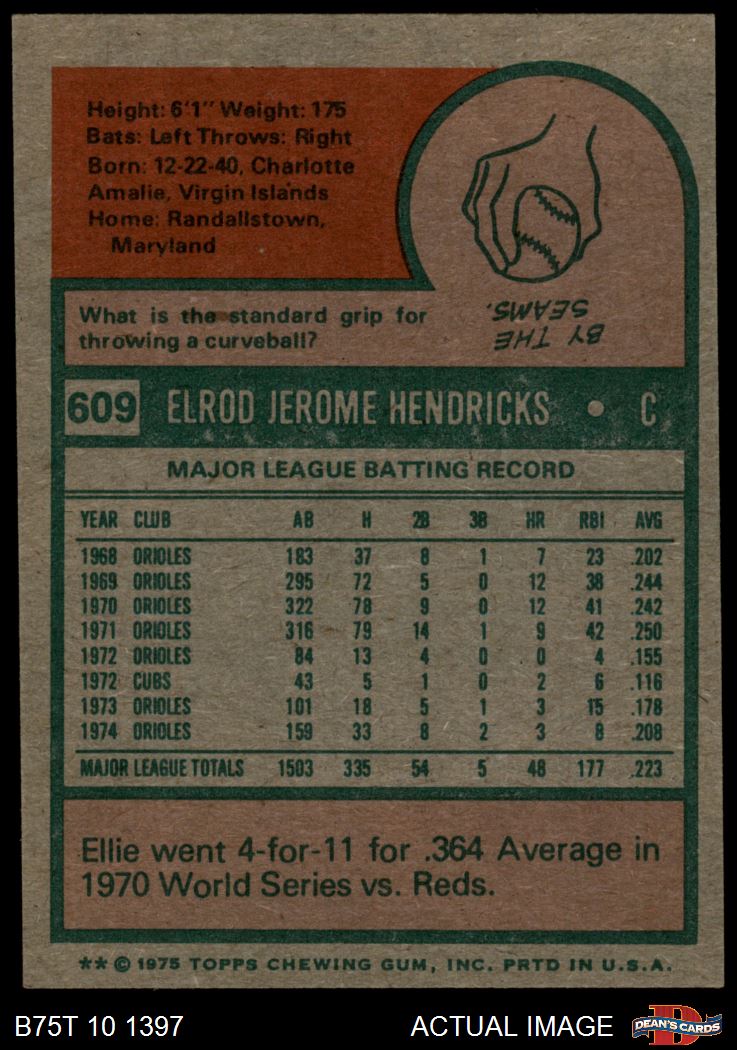 Height: 6'1" Weight: 175
Bats: Left Throws: Right
Born: 12-22-40, Charlotte
Amalie, Virgin Islands
Home: Randallstown,
Maryland
What is the standard grip for
throwing a curveball?
BY THE
SEAMS.
609 ELROD JEROME HENDRICKS • C
MAJOR LEAGUE BATTING RECORD
YEAR CLUB AB H 2B 3B HR RBI AVG
1968 ORIOLES 183 37 8 1 7 23 .202
1969 ORIOLES 295 72 5 0 12 38 .244
1970 ORIOLES 322 78 9 0 12 41 .242
1971 ORIOLES 316 79 14 1 9 42 .250
1972 ORIOLES 84 13 4 0 0 4 .155
1972 CUBS 43 5 1 0 2 6 .116
1973 ORIOLES 101 18 5 1 3 15 .178
1974 ORIOLES 159 33 8 2 3 8 .208
MAJOR LEAGUE TOTALS 1503 335 54 5 48 177 .223
Ellie went 4-for-11 for .364 Average in
1970 World Series vs. Reds.
** © 1975 TOPPS CHEWING GUM, INC. PRTD IN U.S.A.
B75T 10 1397 ACTUAL IMAGE DEAN'S CARDS